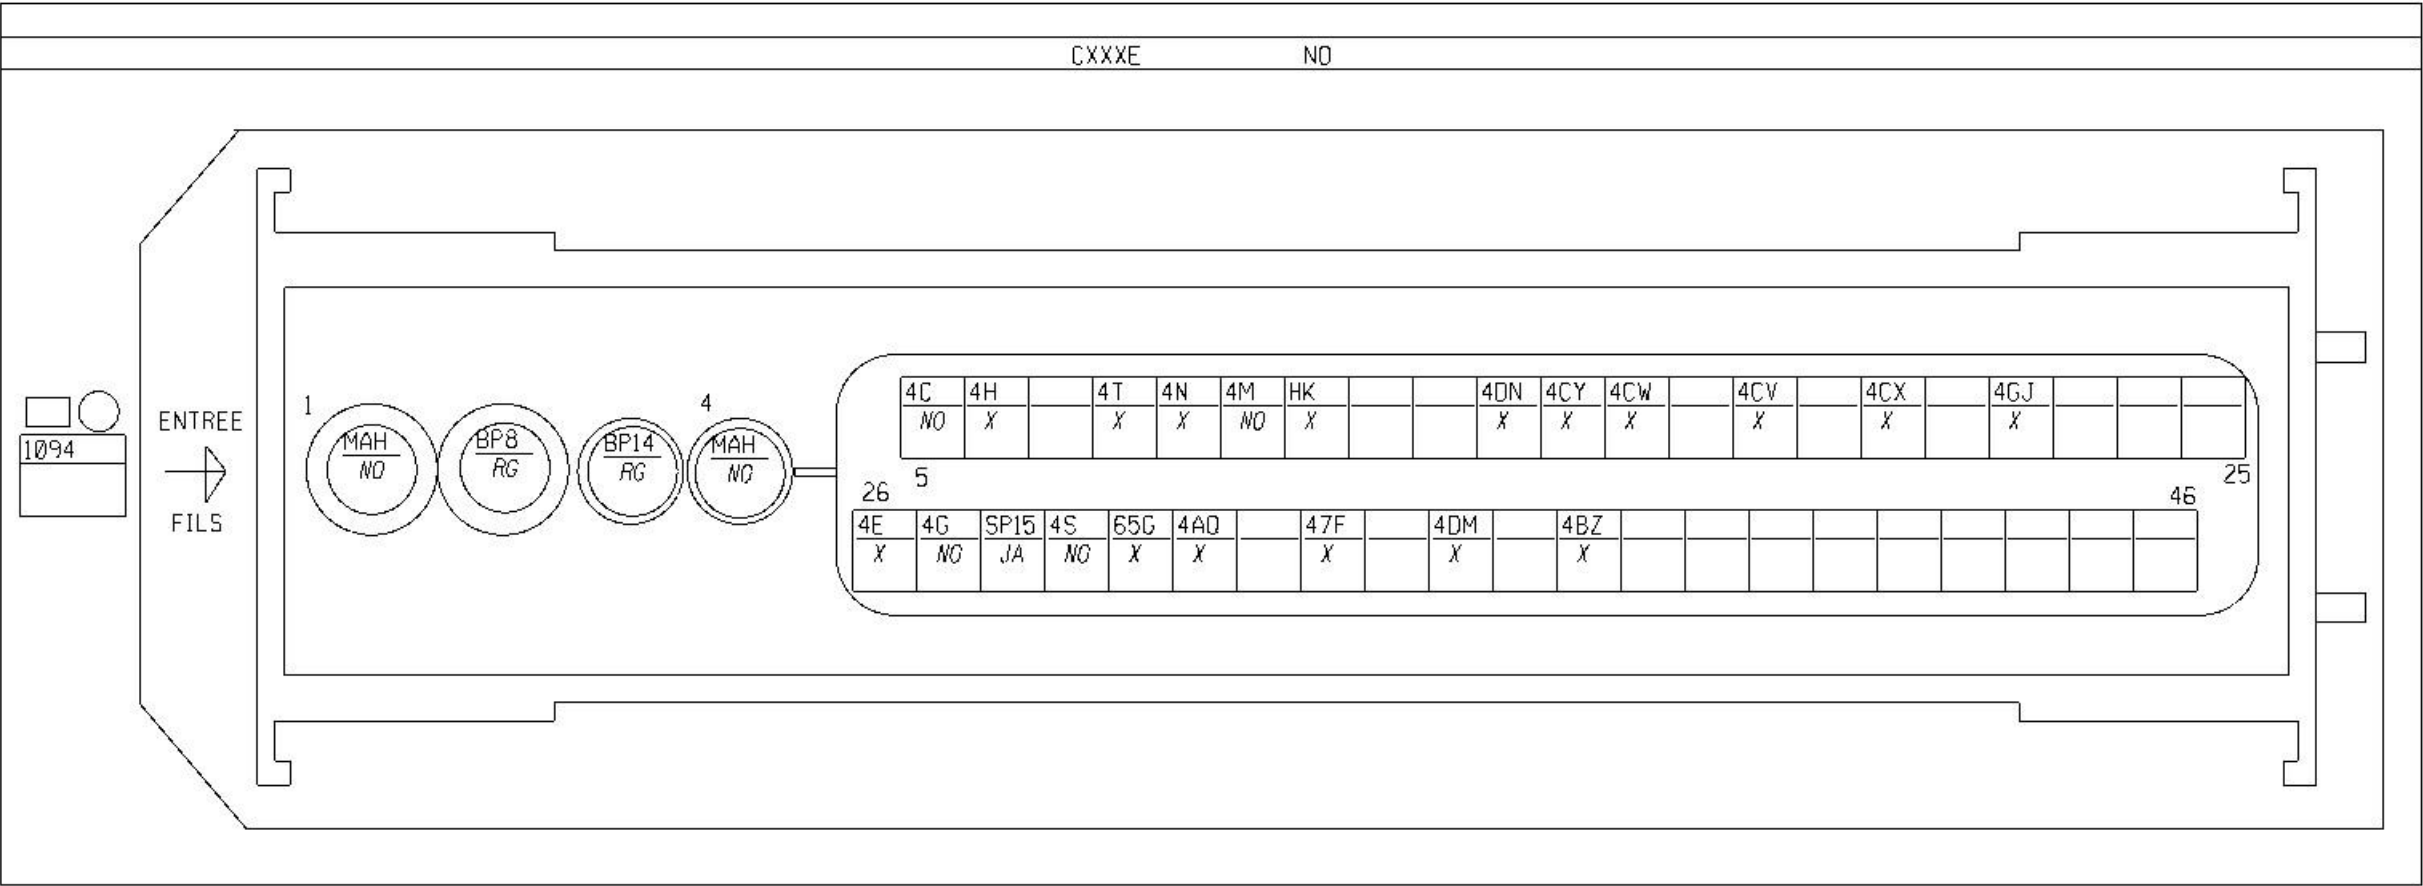 CXXXE NO
1094
ENTREE
FILS
1
4
MAH
NO
BP8
RG
BP14
RG
MAH
NO
4C 4H 4T 4N 4M HK 4DN 4CY 4CW 4CV 4CX 4GJ
NO X X X NO X X X X X X X
5 25
26 46
4E 4G SP15 4S 65G 4AQ 47F 4DM 4BZ
X NO JA NO X X X X X